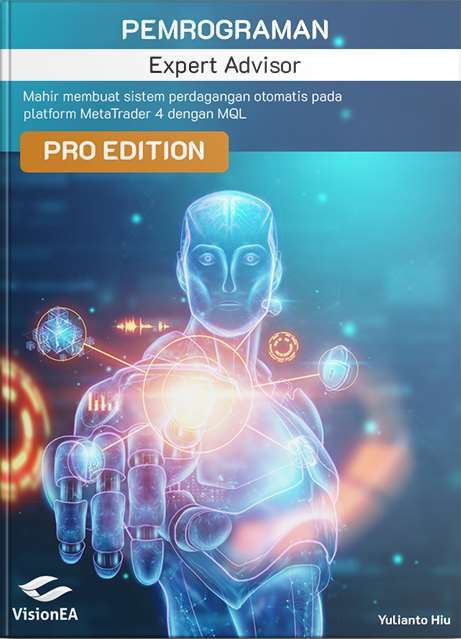 PEMROGRAMAN
Expert Advisor
Mahir membuat sistem perdagangan otomatis pada
platform MetaTrader 4 dengan MQL
PRO EDITION
VisionEA
Yulianto Hiu